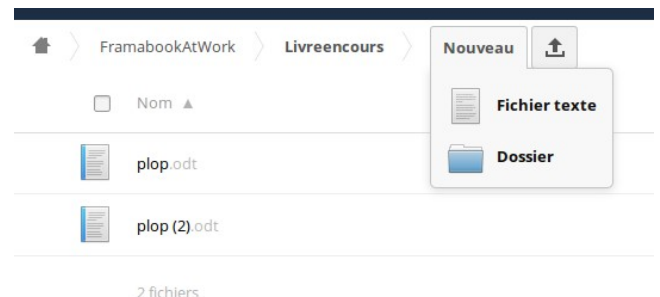 FramabookAtWork Livreencours Nouveau
Nom
Fichier texte
Dossier
plop.odt
plop (2).odt
2 fichiers